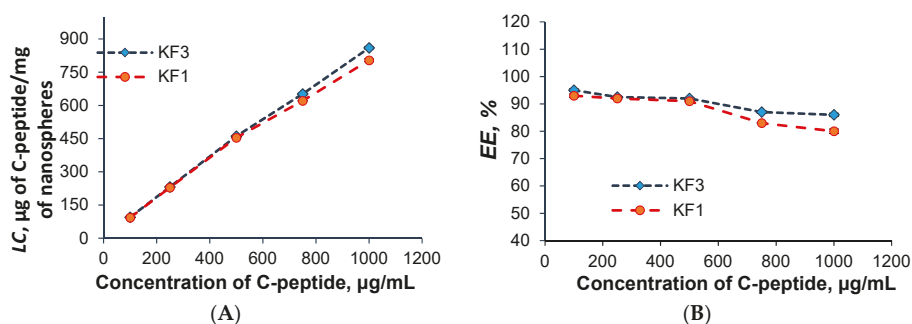 900
750
600
450
300
150
0
KF3
KF1
LC, µg of C-peptide/mg
of nanospheres
0 200 400 600 800 1000 1200
Concentration of C-peptide, µg/mL
(A)
120
110
100
90
80
70
60
50
40
EE, %
KF3
KF1
0 200 400 600 800 1000 1200
Concentration of C-peptide, µg/mL
(B)